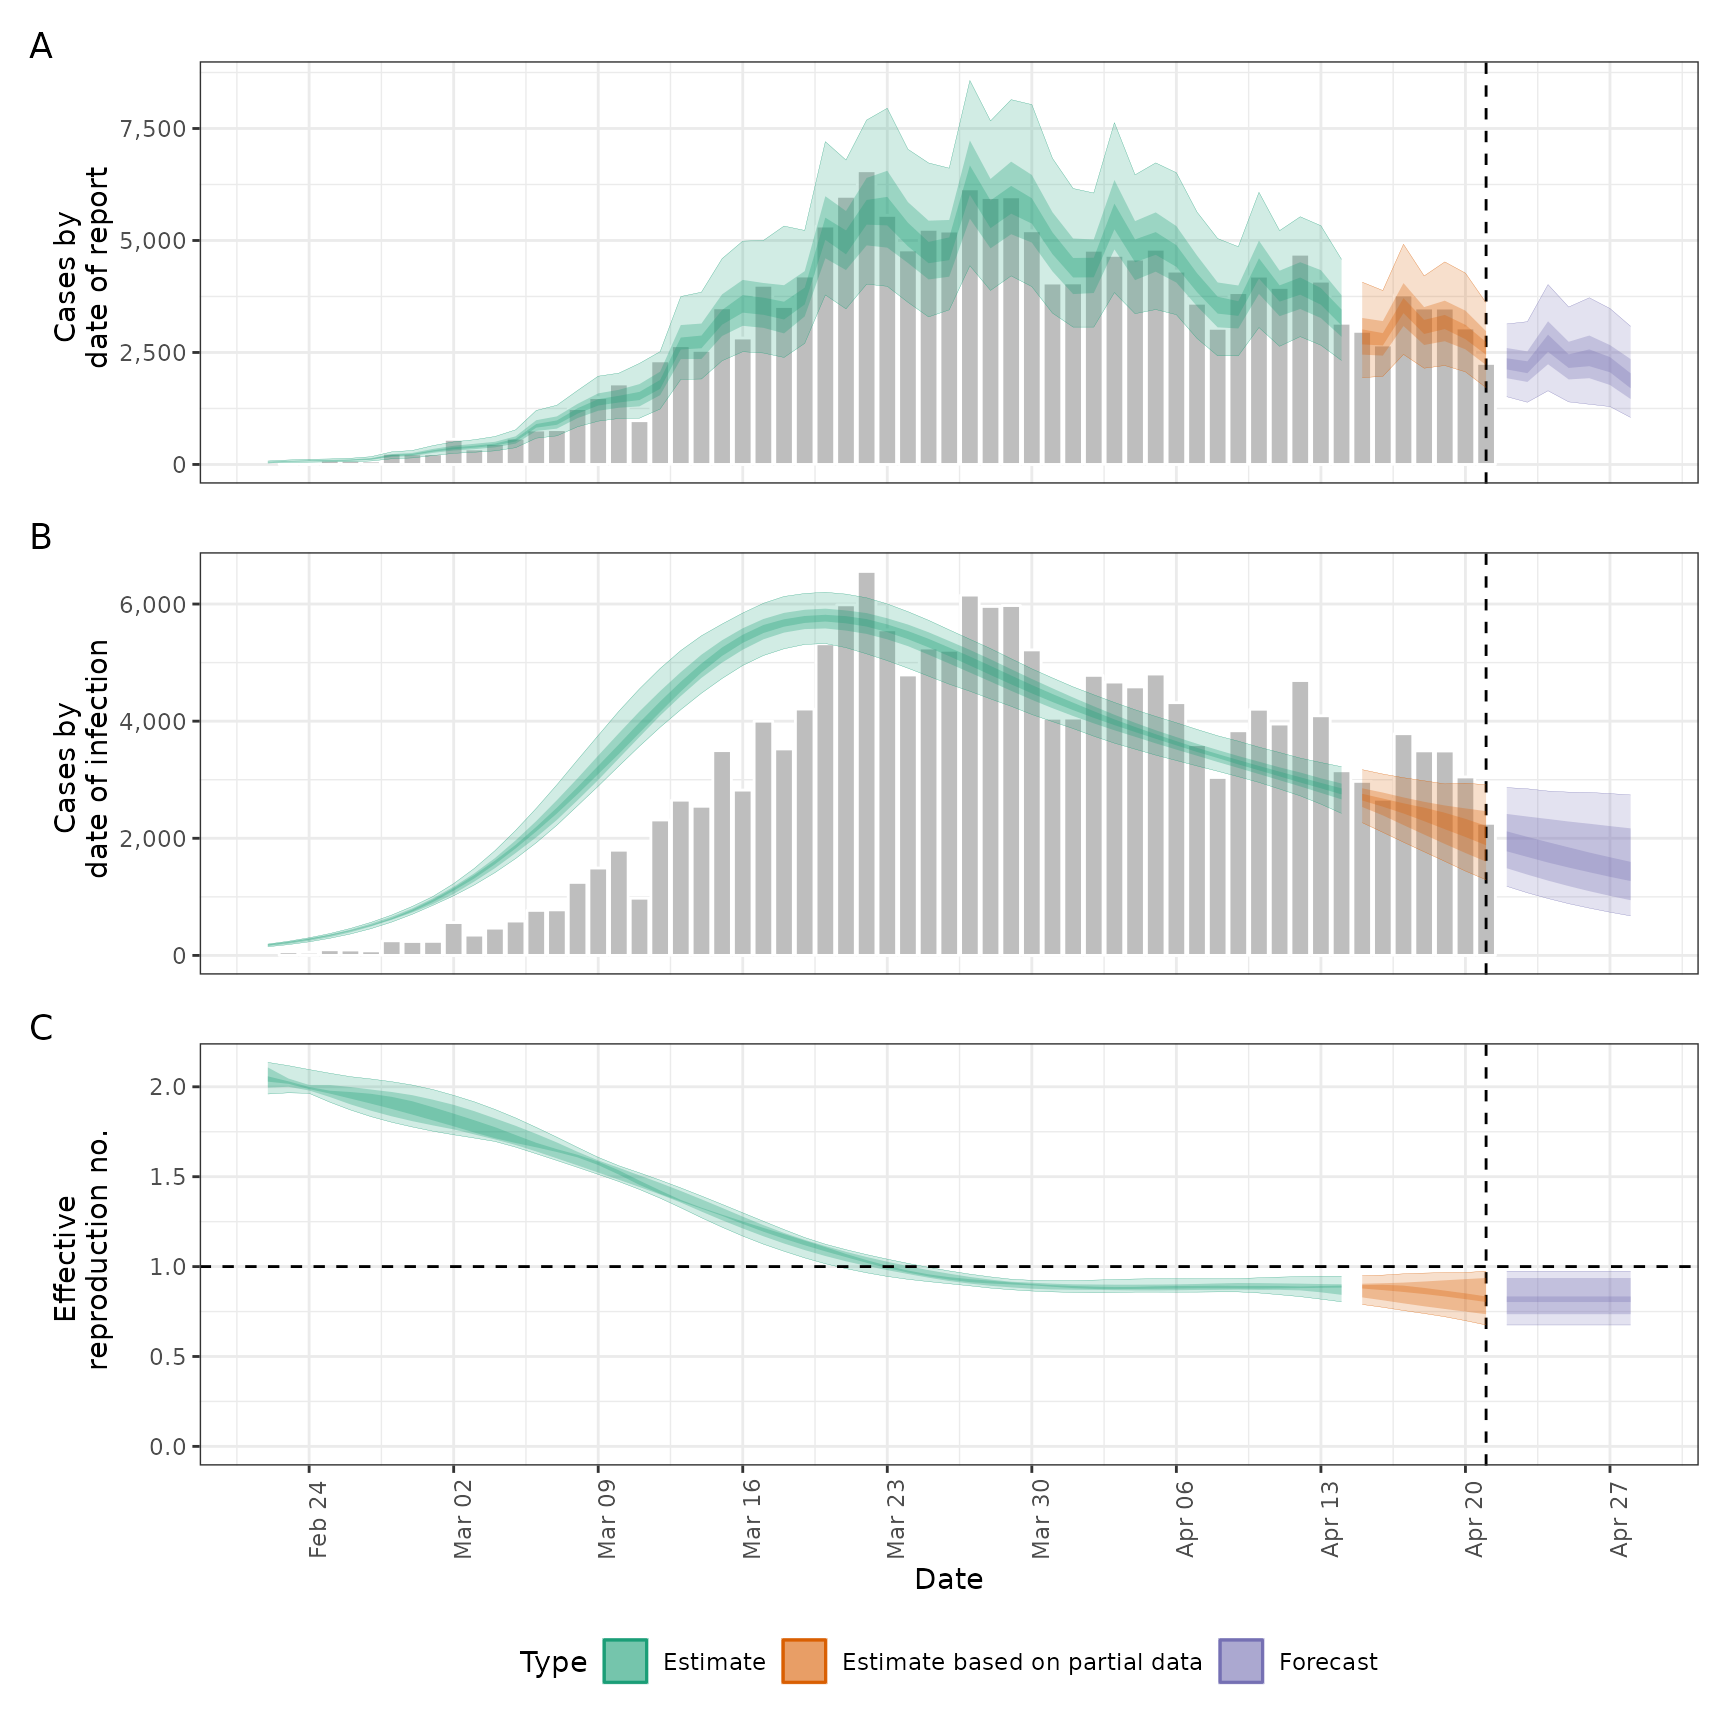 A
Cases by
date of report
7,500
5,000
2,500
0
B
Cases by
date of infection
6,000
4,000
2,000
0
C
Effective
reproduction no.
2.0
1.5
1.0
0.5
0.0
Feb 24
Mar 02
Mar 09
Mar 16
Mar 23
Mar 30
Apr 06
Apr 13
Apr 20
Apr 27
Date
Type Estimate Estimate based on partial data Forecast